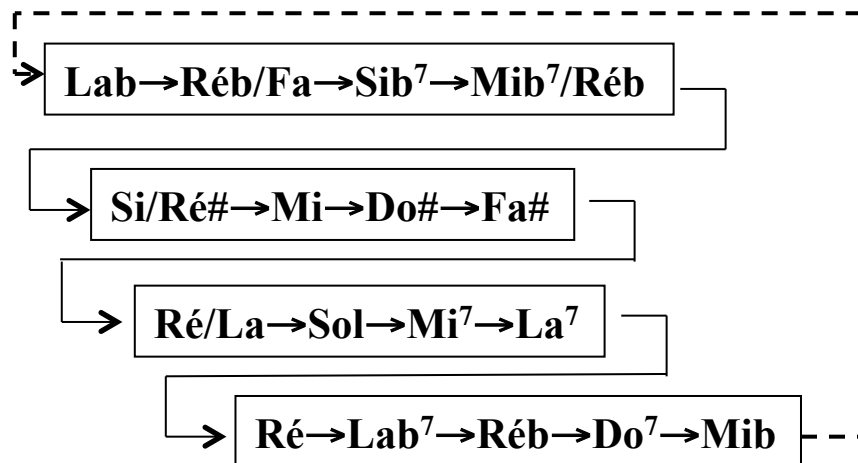 Lab→Réb/Fa→Sib⁷→Mib⁷/Réb
Si/Ré#→Mi→Do#→Fa#
Ré/La→Sol→Mi⁷→La⁷
Ré→Lab⁷→Réb→Do⁷→Mib